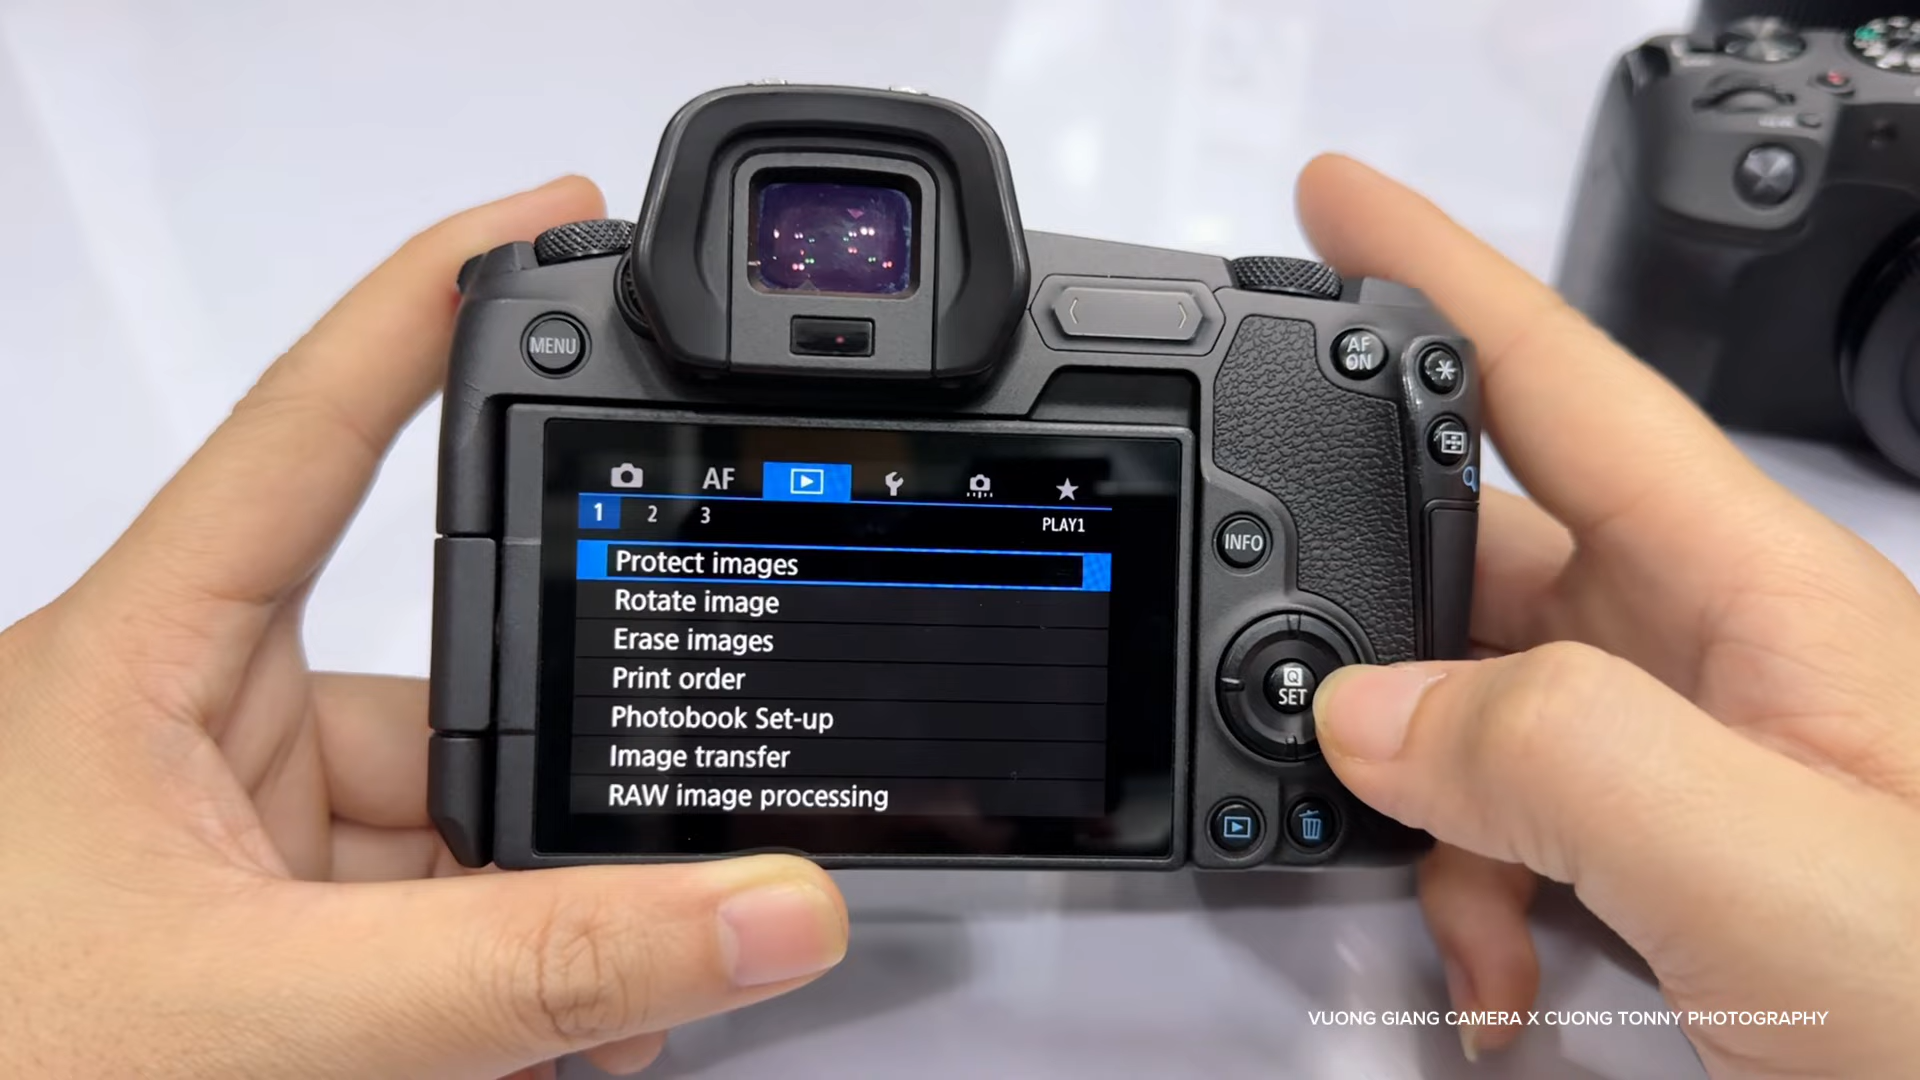 MENU
AF
ON
AF
1 2 3
PLAY1
INFO
Protect images
Rotate image
Erase images
Print order
Photobook Set-up
Image transfer
RAW image processing
Q
SET
VUONG GIANG CAMERA X CUONG TONNY PHOTOGRAPHY